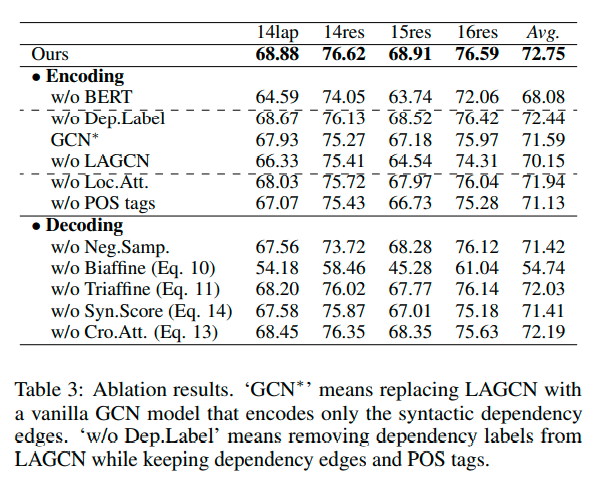 14lap 14res 15res 16res Avg.
Ours 68.88 76.62 68.91 76.59 72.75
• Encoding
w/o BERT 64.59 74.05 63.74 72.06 68.08
w/o Dep.Label 68.67 76.13 68.52 76.42 72.44
GCN* 67.93 75.27 67.18 75.97 71.59
w/o LAGCN 66.33 75.41 64.54 74.31 70.15
w/o Loc.Att. 68.03 75.72 67.97 76.04 71.94
w/o POS tags 67.07 75.43 66.73 75.28 71.13
• Decoding
w/o Neg.Samp. 67.56 73.72 68.28 76.12 71.42
w/o Biaffine (Eq. 10) 54.18 58.46 45.28 61.04 54.74
w/o Triaffine (Eq. 11) 68.20 76.02 67.77 76.14 72.03
w/o Syn.Score (Eq. 14) 67.58 75.87 67.01 75.18 71.41
w/o Cro.Att. (Eq. 13) 68.45 76.35 68.35 75.63 72.19
Table 3: Ablation results. ‘GCN*’ means replacing LAGCN with
a vanilla GCN model that encodes only the syntactic dependency
edges. ‘w/o Dep.Label’ means removing dependency labels from
LAGCN while keeping dependency edges and POS tags.